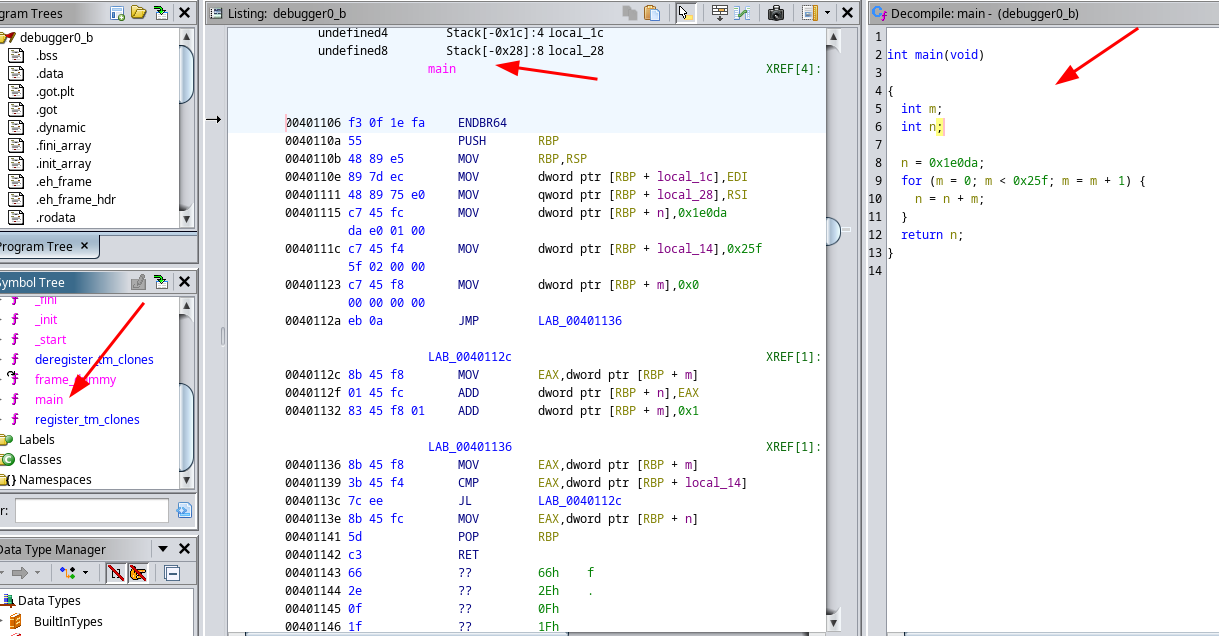 gram Trees
debugger0_b
.bss
.data
.got.plt
.got
.dynamic
.fini_array
.init_array
.eh_frame
.eh_frame_hdr
.rodata
Program Tree ×
Symbol Tree
_fini
_init
_start
deregister_tm_clones
frame_dummy
main
register_tm_clones
Labels
Classes
Namespaces
r:
Data Type Manager
Data Types
BuiltInTypes
Listing: debugger0_b
undefined4 Stack[-0x1c]:4 local_1c
undefined8 Stack[-0x28]:8 local_28
main XREF[4]:
00401106 f3 0f 1e fa ENDBR64
0040110a 55 PUSH RBP
0040110b 48 89 e5 MOV RBP,RSP
0040110e 89 7d ec MOV dword ptr [RBP + local_1c],EDI
00401111 48 89 75 e0 MOV qword ptr [RBP + local_28],RSI
00401115 c7 45 fc MOV dword ptr [RBP + n],0x1e0da
da e0 01 00
0040111c c7 45 f4 MOV dword ptr [RBP + local_14],0x25f
5f 02 00 00
00401123 c7 45 f8 MOV dword ptr [RBP + m],0x0
00 00 00 00
0040112a eb 0a JMP LAB_00401136
LAB_0040112c XREF[1]:
0040112c 8b 45 f8 MOV EAX,dword ptr [RBP + m]
0040112f 01 45 fc ADD dword ptr [RBP + n],EAX
00401132 83 45 f8 01 ADD dword ptr [RBP + m],0x1
LAB_00401136 XREF[1]:
00401136 8b 45 f8 MOV EAX,dword ptr [RBP + m]
00401139 3b 45 f4 CMP EAX,dword ptr [RBP + local_14]
0040113c 7c ee JL LAB_0040112c
0040113e 8b 45 fc MOV EAX,dword ptr [RBP + n]
00401141 5d POP RBP
00401142 c3 RET
00401143 66 ?? 66h f
00401144 2e ?? 2Eh .
00401145 0f ?? 0Fh
00401146 1f ?? 1Fh
Decompile: main - (debugger0_b)
1
2 int main(void)
3
4 {
5 int m;
6 int n;
7
8 n = 0x1e0da;
9 for (m = 0; m < 0x25f; m = m + 1) {
10 n = n + m;
11 }
12 return n;
13 }
14